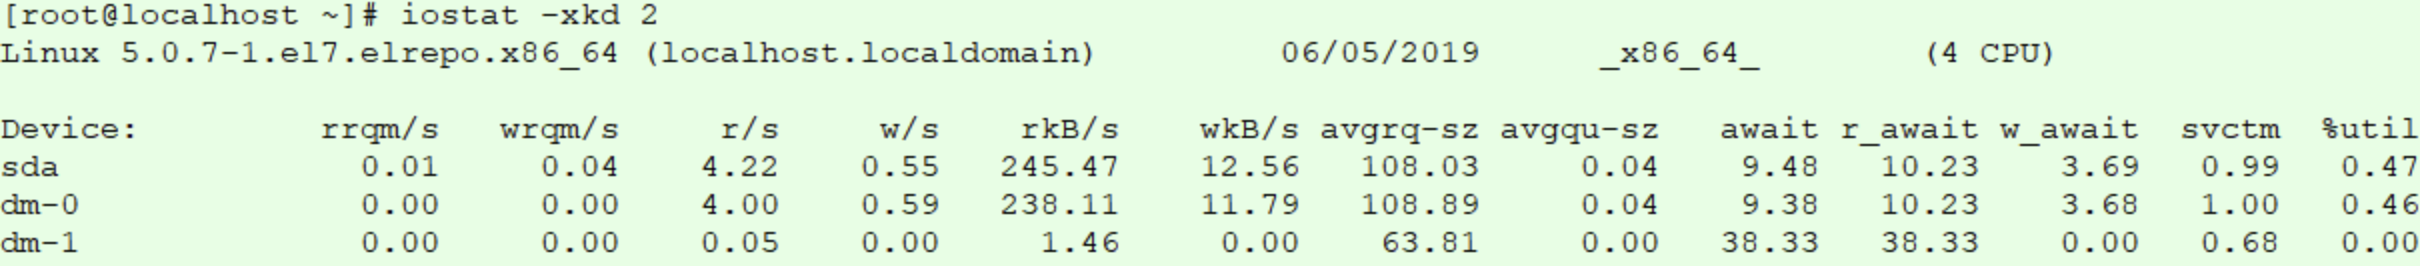 [root@localhost ~]# iostat -xkd 2
Linux 5.0.7-1.el7.elrepo.x86_64 (localhost.localdomain) 06/05/2019 _x86_64_ (4 CPU)
Device: rrqm/s wrqm/s r/s w/s rkB/s wkB/s avgrq-sz avgqu-sz await r_await w_await svctm %util
sda 0.01 0.04 4.22 0.55 245.47 12.56 108.03 0.04 9.48 10.23 3.69 0.99 0.47
dm-0 0.00 0.00 4.00 0.59 238.11 11.79 108.89 0.04 9.38 10.23 3.68 1.00 0.46
dm-1 0.00 0.00 0.05 0.00 1.46 0.00 63.81 0.00 38.33 38.33 0.00 0.68 0.00